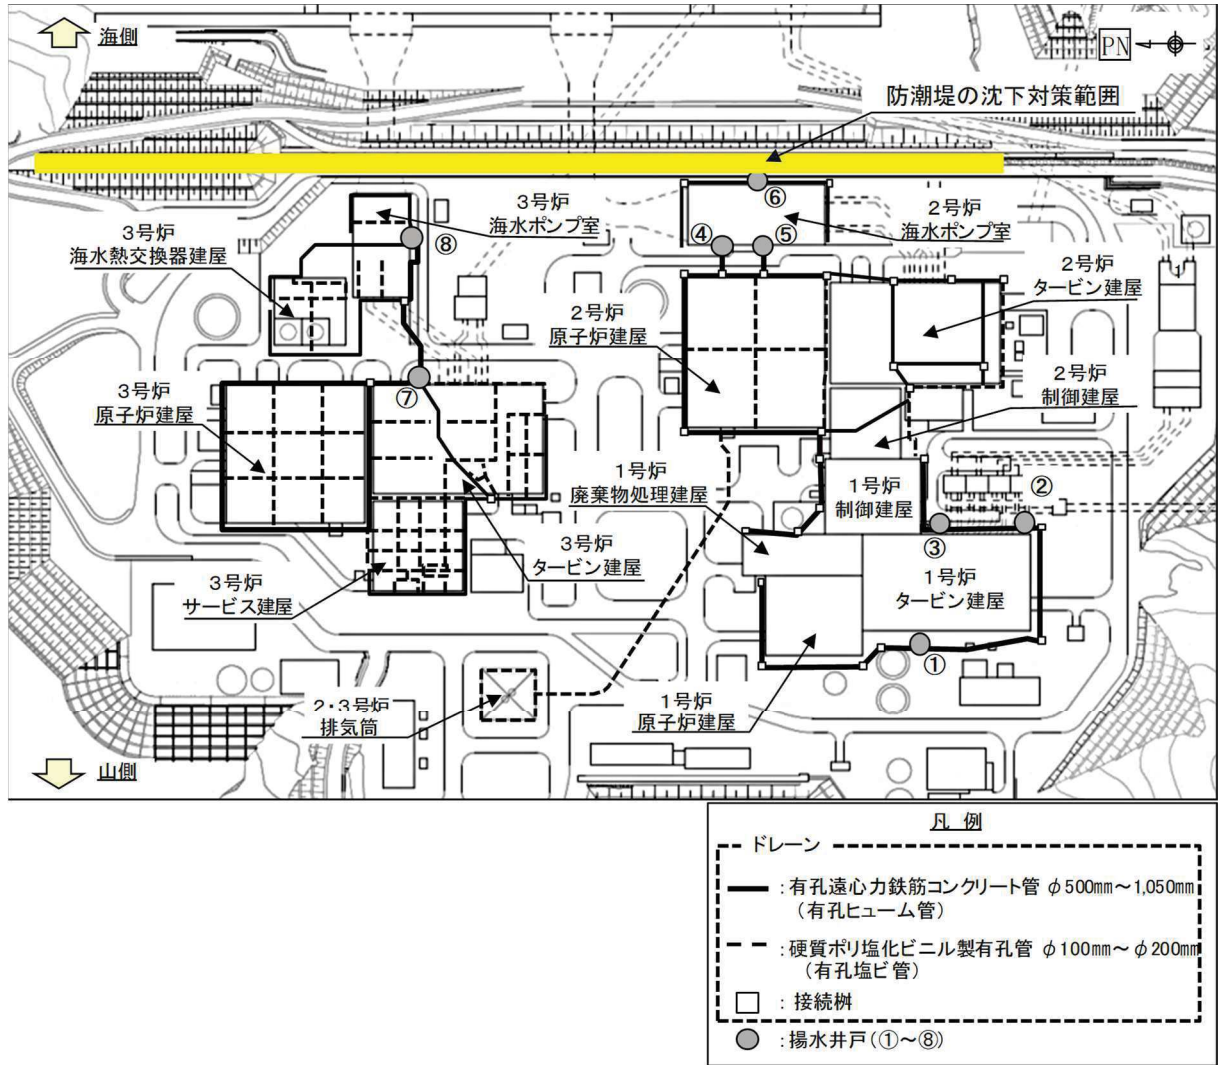 海側
PN
防潮堤の沈下対策範囲
⑥
3号炉
海水ポンプ室
2号炉
海水ポンプ室
3号炉
海水熱交換器建屋
⑧
④
⑤
2号炉
タービン建屋
2号炉
原子炉建屋
2号炉
制御建屋
3号炉
原子炉建屋
⑦
1号炉
廃棄物処理建屋
1号炉
制御建屋
②
③
3号炉
タービン建屋
3号炉
サービス建屋
1号炉
タービン建屋
①
2・3号炉
排気筒
1号炉
原子炉建屋
山側
凡 例
ドレーン
：有孔遠心力鉄筋コンクリート管 φ500mm～1,050mm
（有孔ヒューム管）
：硬質ポリ塩化ビニル製有孔管 φ100mm～φ200mm
（有孔塩ビ管）
：接続桝
：揚水井戸(①～⑧)